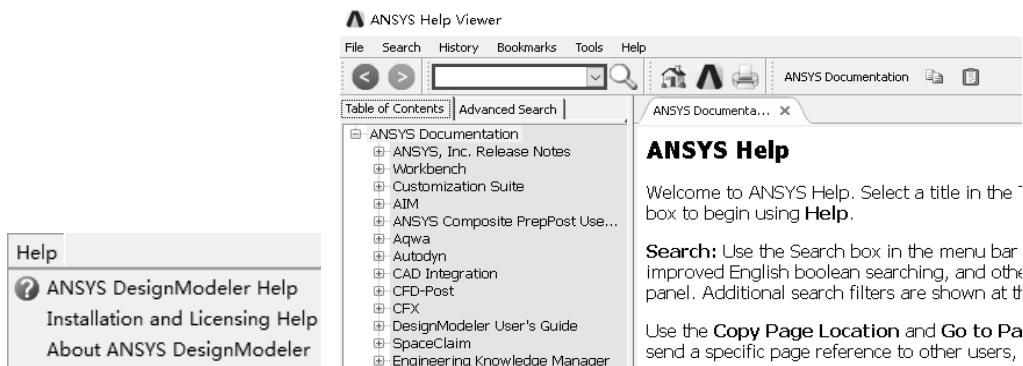 Help
ANSYS DesignModeler Help
Installation and Licensing Help
About ANSYS DesignModeler
ANSYS Help Viewer
File Search History Bookmarks Tools Help
ANSYS Documentation
Table of Contents Advanced Search
ANSYS Documentation
ANSYS, Inc. Release Notes
Workbench
Customization Suite
AIM
ANSYS Composite PrepPost Use...
Aqwa
Autodyn
CAD Integration
CFD-Post
CFX
DesignModeler User's Guide
SpaceClaim
Engineering Knowledge Manager
ANSYS Documenta...
ANSYS Help
Welcome to ANSYS Help. Select a title in the
box to begin using Help.
Search: Use the Search box in the menu bar
improved English boolean searching, and othe
panel. Additional search filters are shown at
Use the Copy Page Location and Go to Pa
send a specific page reference to other users,